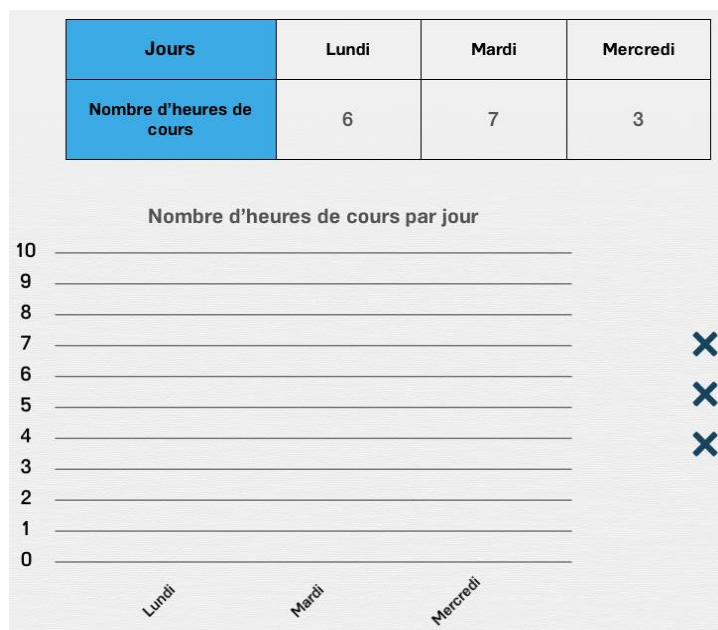 Jours Lundi Mardi Mercredi
Nombre d’heures de
cours 6 7 3
Nombre d’heures de cours par jour
10
9
8
7
6
5
4
3
2
1
0
Lundi Mardi Mercredi